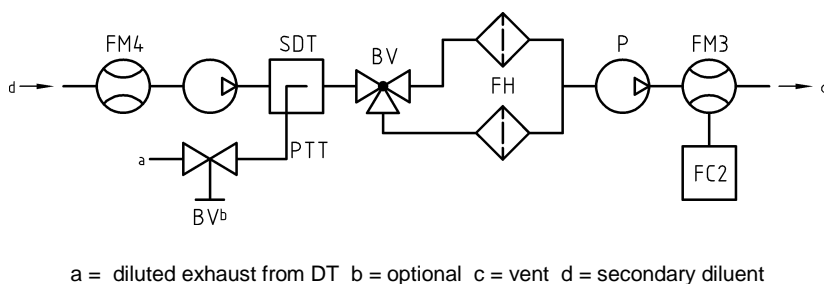 FM4
SDT
BV
P
FM3
d
FH
c
a
PTT
BVb
FC2
a = diluted exhaust from DT b = optional c = vent d = secondary diluent